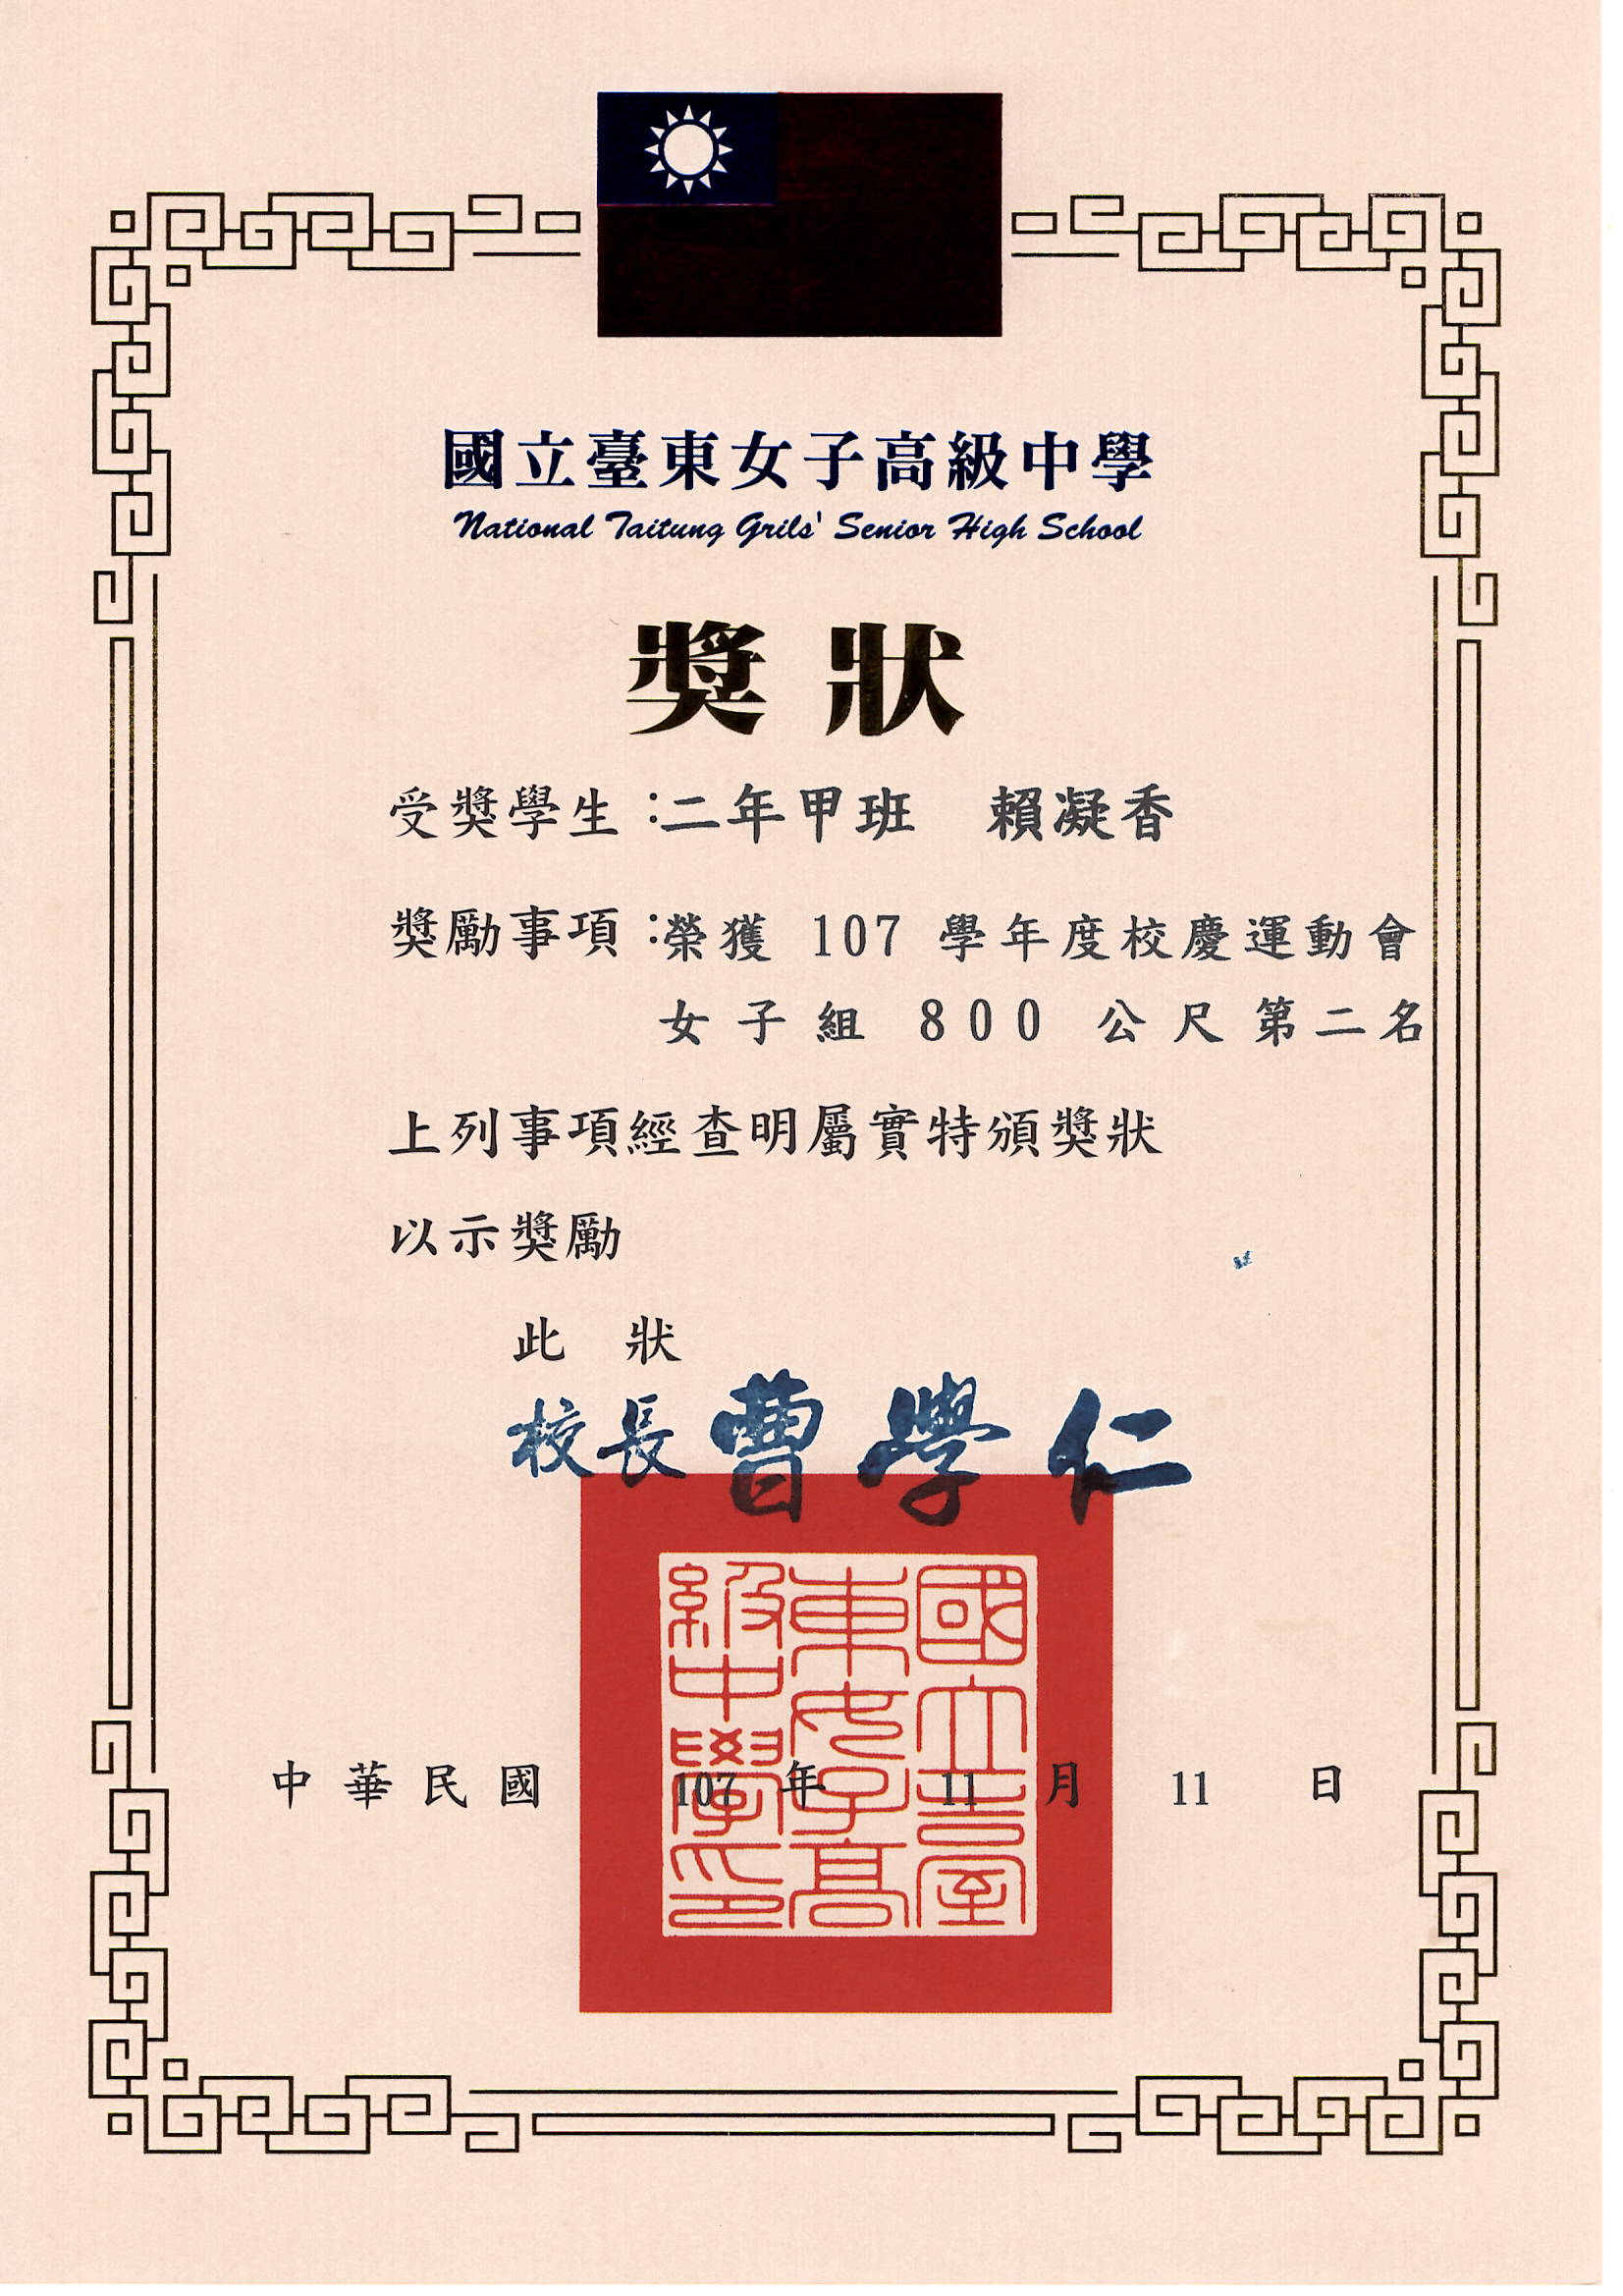 國立臺東女子高級中學
National Taitung Grils' Senior High School
獎狀
受獎學生：二年甲班　賴凝香
獎勵事項：榮獲 107 學年度校慶運動會
女子組 800 公尺第二名
上列事項經查明屬實特頒獎狀
以示獎勵
此　狀
校長曹學仁
國立臺
東女子高
級中學印
中華民國 107 年 11 月 11 日